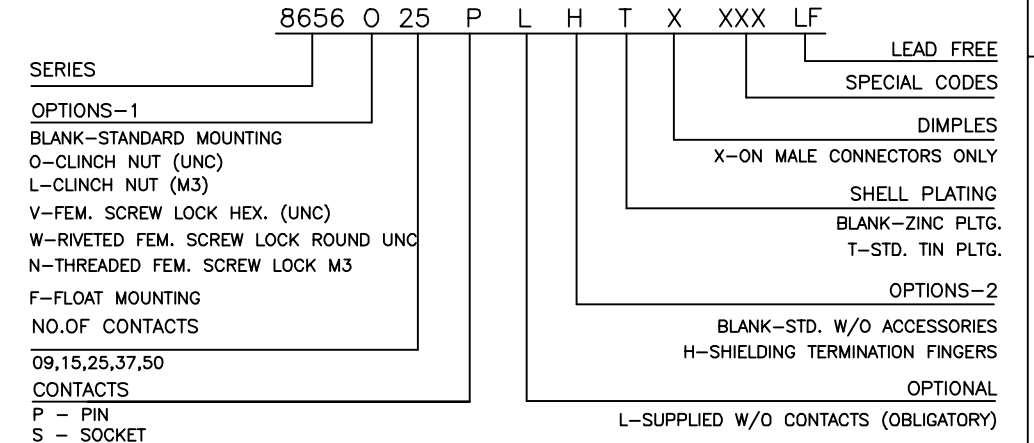 8656 O 25 P L H T X XXX LF
SERIES
OPTIONS-1
BLANK-STANDARD MOUNTING
O-CLINCH NUT (UNC)
L-CLINCH NUT (M3)
V-FEM. SCREW LOCK HEX. (UNC)
W-RIVETED FEM. SCREW LOCK ROUND UNC
N-THREADED FEM. SCREW LOCK M3
F-FLOAT MOUNTING
NO.OF CONTACTS
09,15,25,37,50
CONTACTS
P - PIN
S - SOCKET
LEAD FREE
SPECIAL CODES
DIMPLES
X-ON MALE CONNECTORS ONLY
SHELL PLATING
BLANK-ZINC PLTG.
T-STD. TIN PLTG.
OPTIONS-2
BLANK-STD. W/O ACCESSORIES
H-SHIELDING TERMINATION FINGERS
OPTIONAL
L-SUPPLIED W/O CONTACTS (OBLIGATORY)